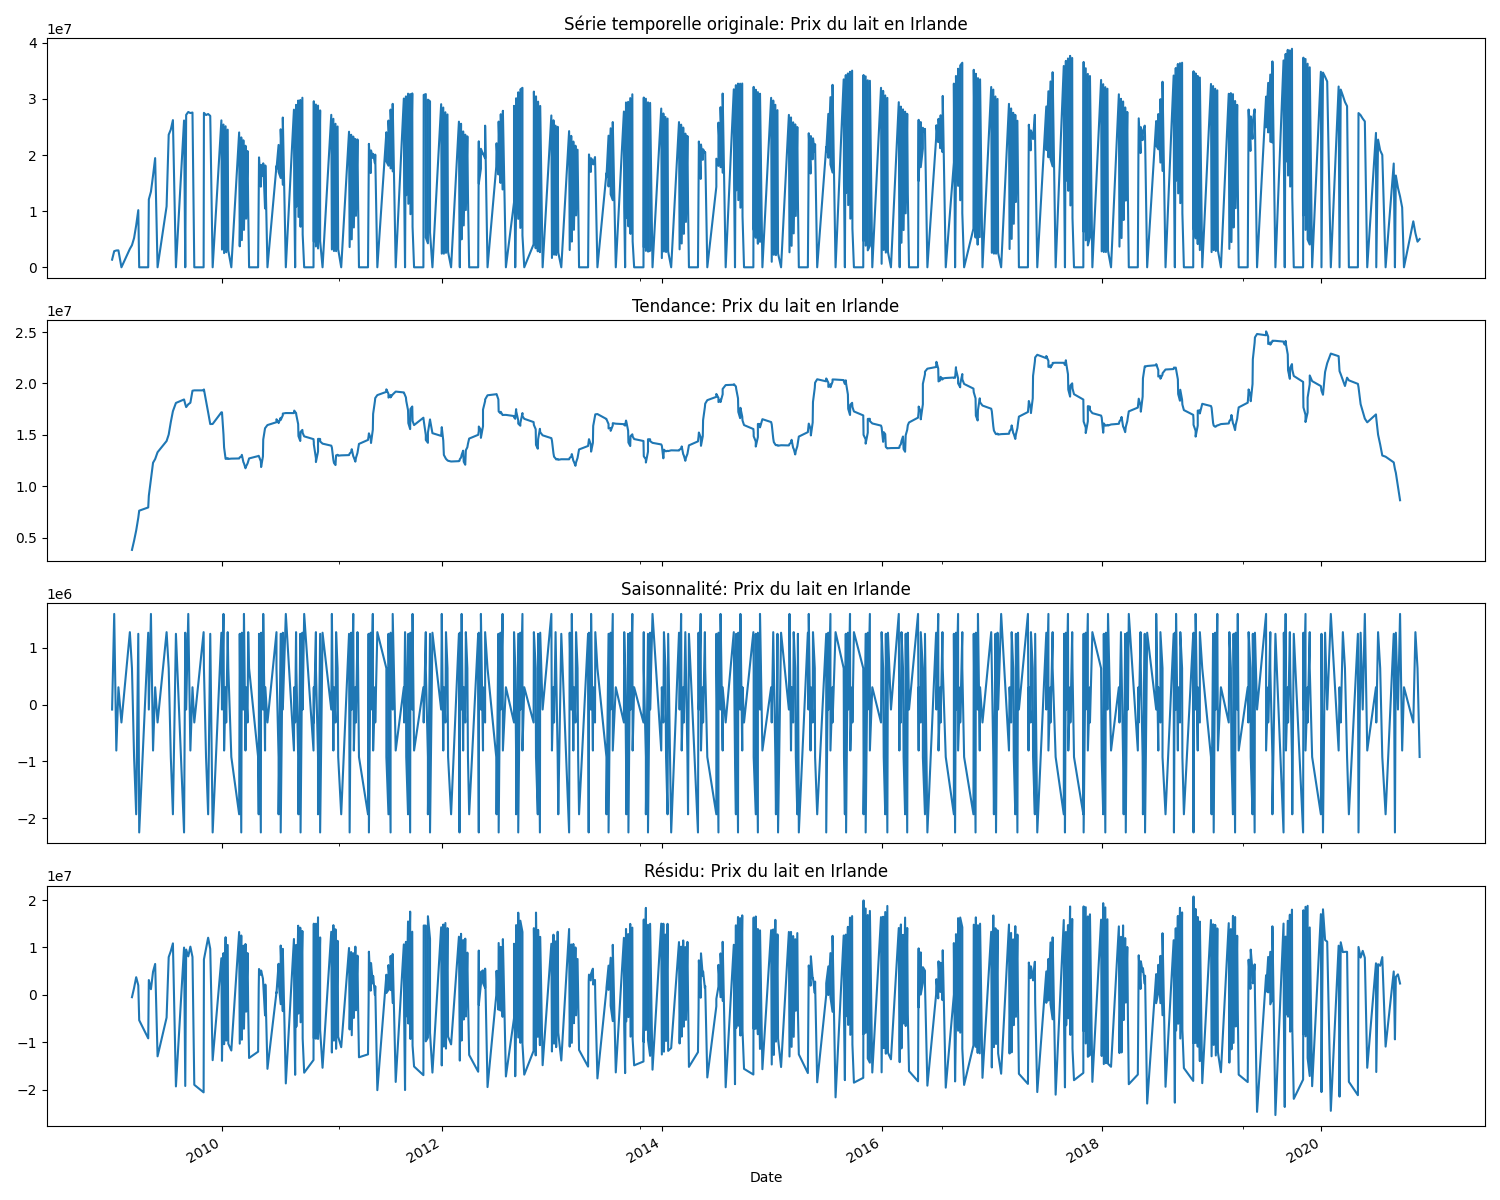 Série temporelle originale: Prix du lait en Irlande
1e7
4
3
2
1
0
Tendance: Prix du lait en Irlande
1e7
2.5
2.0
1.5
1.0
0.5
Saisonnalité: Prix du lait en Irlande
1e6
1
0
−1
−2
Résidu: Prix du lait en Irlande
1e7
2
1
0
−1
−2
2010 2012 2014 2016 2018 2020
Date